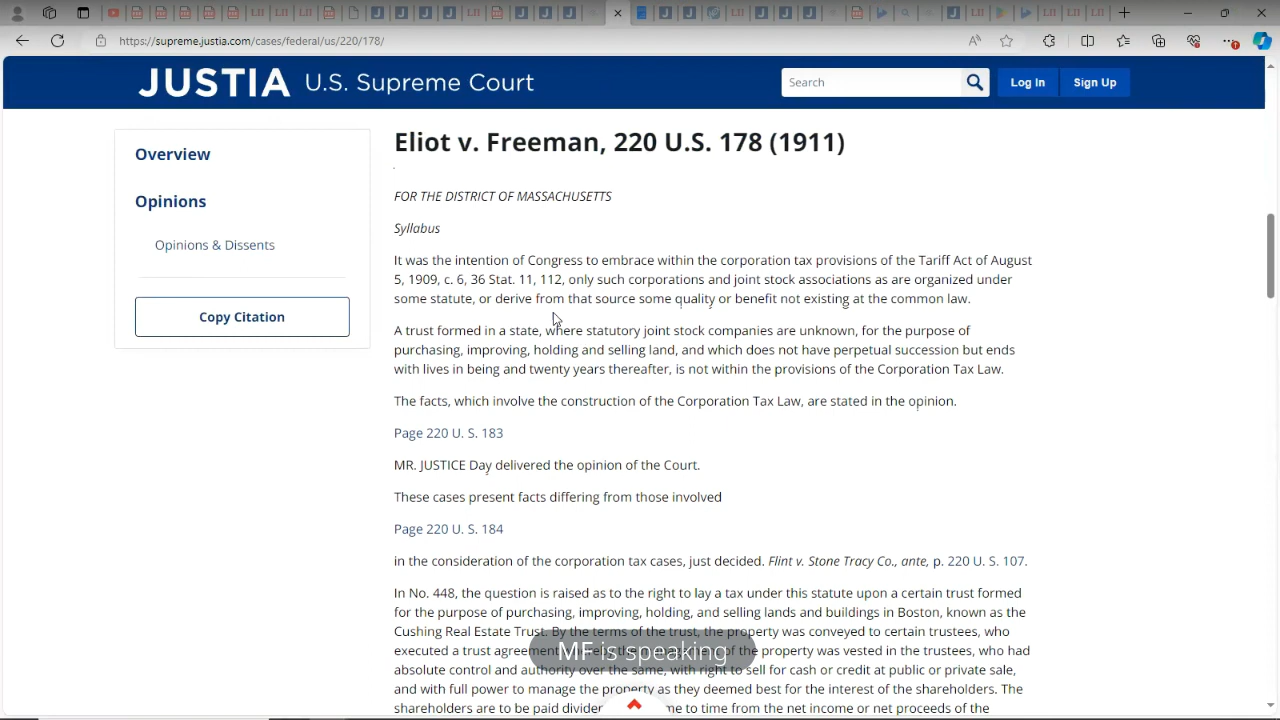 https://supreme.justia.com/cases/federal/us/220/178/
JUSTIA U.S. Supreme Court
Search
Log In
Sign Up
Overview
Opinions
Opinions & Dissents
Copy Citation
Eliot v. Freeman, 220 U.S. 178 (1911)
FOR THE DISTRICT OF MASSACHUSETTS
Syllabus
It was the intention of Congress to embrace within the corporation tax provisions of the Tariff Act of August
5, 1909, c. 6, 36 Stat. 11, 112, only such corporations and joint stock associations as are organized under
some statute, or derive from that source some quality or benefit not existing at the common law.
A trust formed in a state, where statutory joint stock companies are unknown, for the purpose of
purchasing, improving, holding and selling land, and which does not have perpetual succession but ends
with lives in being and twenty years thereafter, is not within the provisions of the Corporation Tax Law.
The facts, which involve the construction of the Corporation Tax Law, are stated in the opinion.
Page 220 U. S. 183
MR. JUSTICE Day delivered the opinion of the Court.
These cases present facts differing from those involved
Page 220 U. S. 184
in the consideration of the corporation tax cases, just decided. Flint v. Stone Tracy Co., ante, p. 220 U. S. 107.
In No. 448, the question is raised as to the right to lay a tax under this statute upon a certain trust formed
for the purpose of purchasing, improving, holding, and selling lands and buildings in Boston, known as the
Cushing Real Estate Trust. By the terms of the trust, the property was conveyed to certain trustees, who
executed a trust agreem of the property was vested in the trustees, who had
absolute control and authority over the same, with right to sell for cash or credit at public or private sale,
and with full power to manage the property as they deemed best for the interest of the shareholders. The
shareholders are to be paid divide me to time from the net income or net proceeds of the
MF is speaking